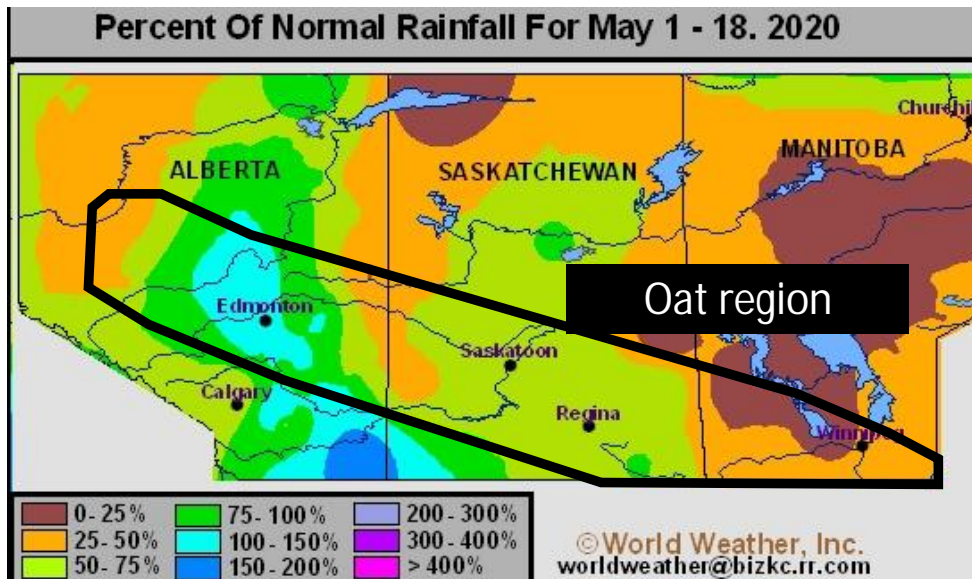 Percent Of Normal Rainfall For May 1 - 18. 2020
Churchi
ALBERTA
SASKATCHEWAN
MANITOBA
Oat region
Edmonton
Saskatoon
Calgary
Regina
Winnipeg
0 - 25% 75 - 100% 200 - 300%
25 - 50% 100 - 150% 300 - 400%
50 - 75% 150 - 200% > 400%
©World Weather, Inc.
worldweather@bizkc.rr.com